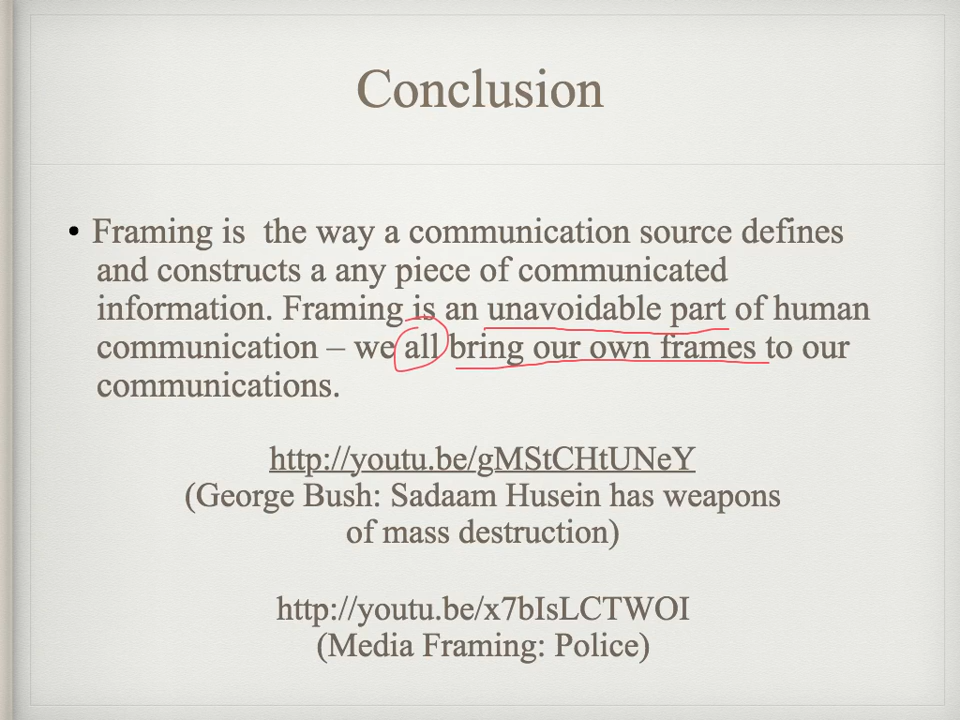 Conclusion
• Framing is  the way a communication source defines
and constructs a any piece of communicated
information. Framing is an unavoidable part of human
communication – we all bring our own frames to our
communications.
http://youtu.be/gMStCHtUNeY
(George Bush: Sadaam Husein has weapons
of mass destruction)
http://youtu.be/x7bIsLCTWOI
(Media Framing: Police)